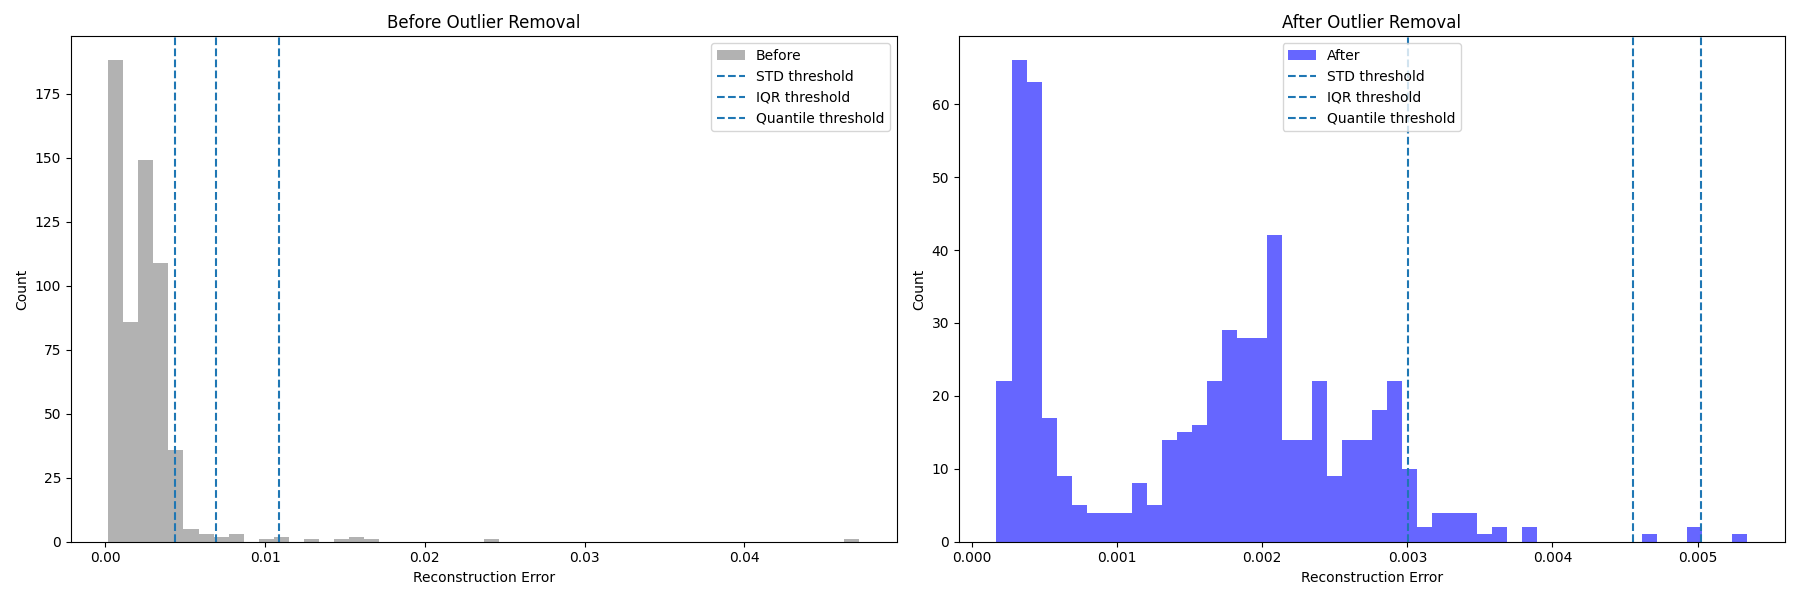 Before Outlier Removal
Count
175
150
125
100
75
50
25
0
0.00
0.01
0.02
0.03
0.04
Reconstruction Error
Before
STD threshold
IQR threshold
Quantile threshold
After Outlier Removal
Count
60
50
40
30
20
10
0
0.000
0.001
0.002
0.003
0.004
0.005
Reconstruction Error
After
STD threshold
IQR threshold
Quantile threshold